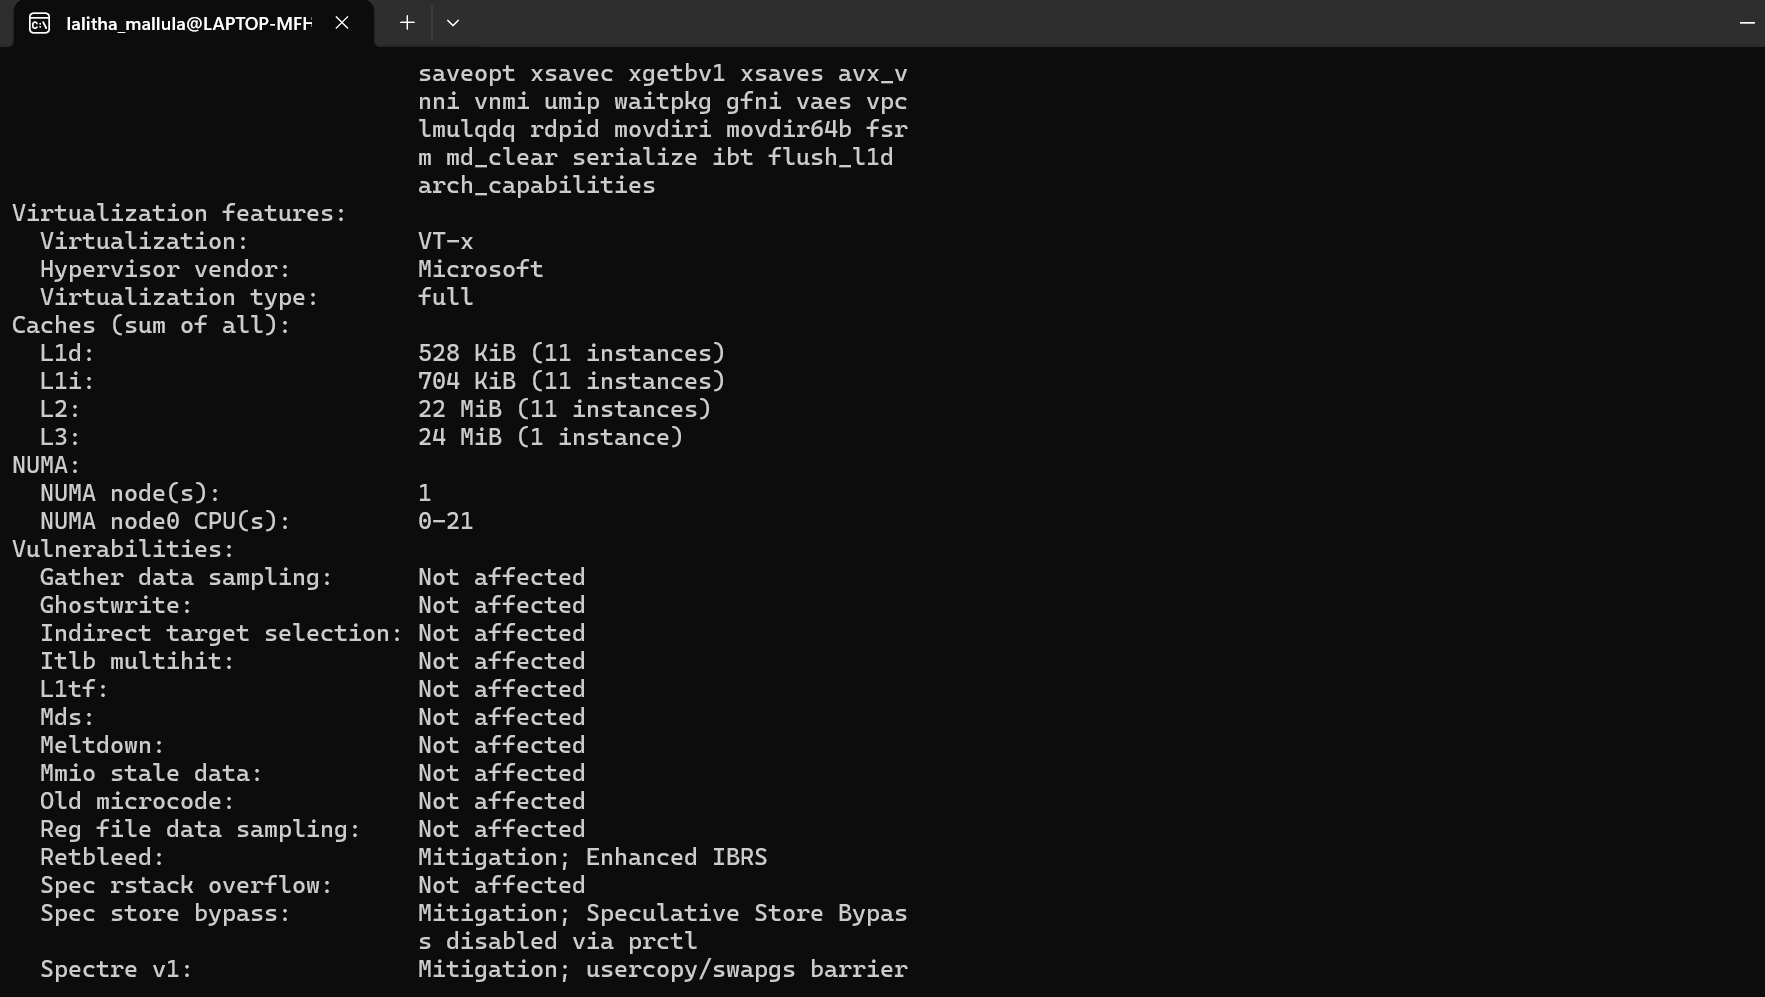 lalitha_mallula@LAPTOP-MFH
saveopt xsavec xgetbv1 xsaves avx_v
nni vnmi umip waitpkg gfni vaes vpc
lmulqdq rdpid movdiri movdir64b fsr
m md_clear serialize ibt flush_l1d
arch_capabilities
Virtualization features:
Virtualization: VT-x
Hypervisor vendor: Microsoft
Virtualization type: full
Caches (sum of all):
L1d: 528 KiB (11 instances)
L1i: 704 KiB (11 instances)
L2: 22 MiB (11 instances)
L3: 24 MiB (1 instance)
NUMA:
NUMA node(s): 1
NUMA node0 CPU(s): 0-21
Vulnerabilities:
Gather data sampling: Not affected
Ghostwrite: Not affected
Indirect target selection: Not affected
Itlb multihit: Not affected
L1tf: Not affected
Mds: Not affected
Meltdown: Not affected
Mmio stale data: Not affected
Old microcode: Not affected
Reg file data sampling: Not affected
Retbleed: Mitigation; Enhanced IBRS
Spec rstack overflow: Not affected
Spec store bypass: Mitigation; Speculative Store Bypas
s disabled via prctl
Spectre v1: Mitigation; usercopy/swapgs barrier